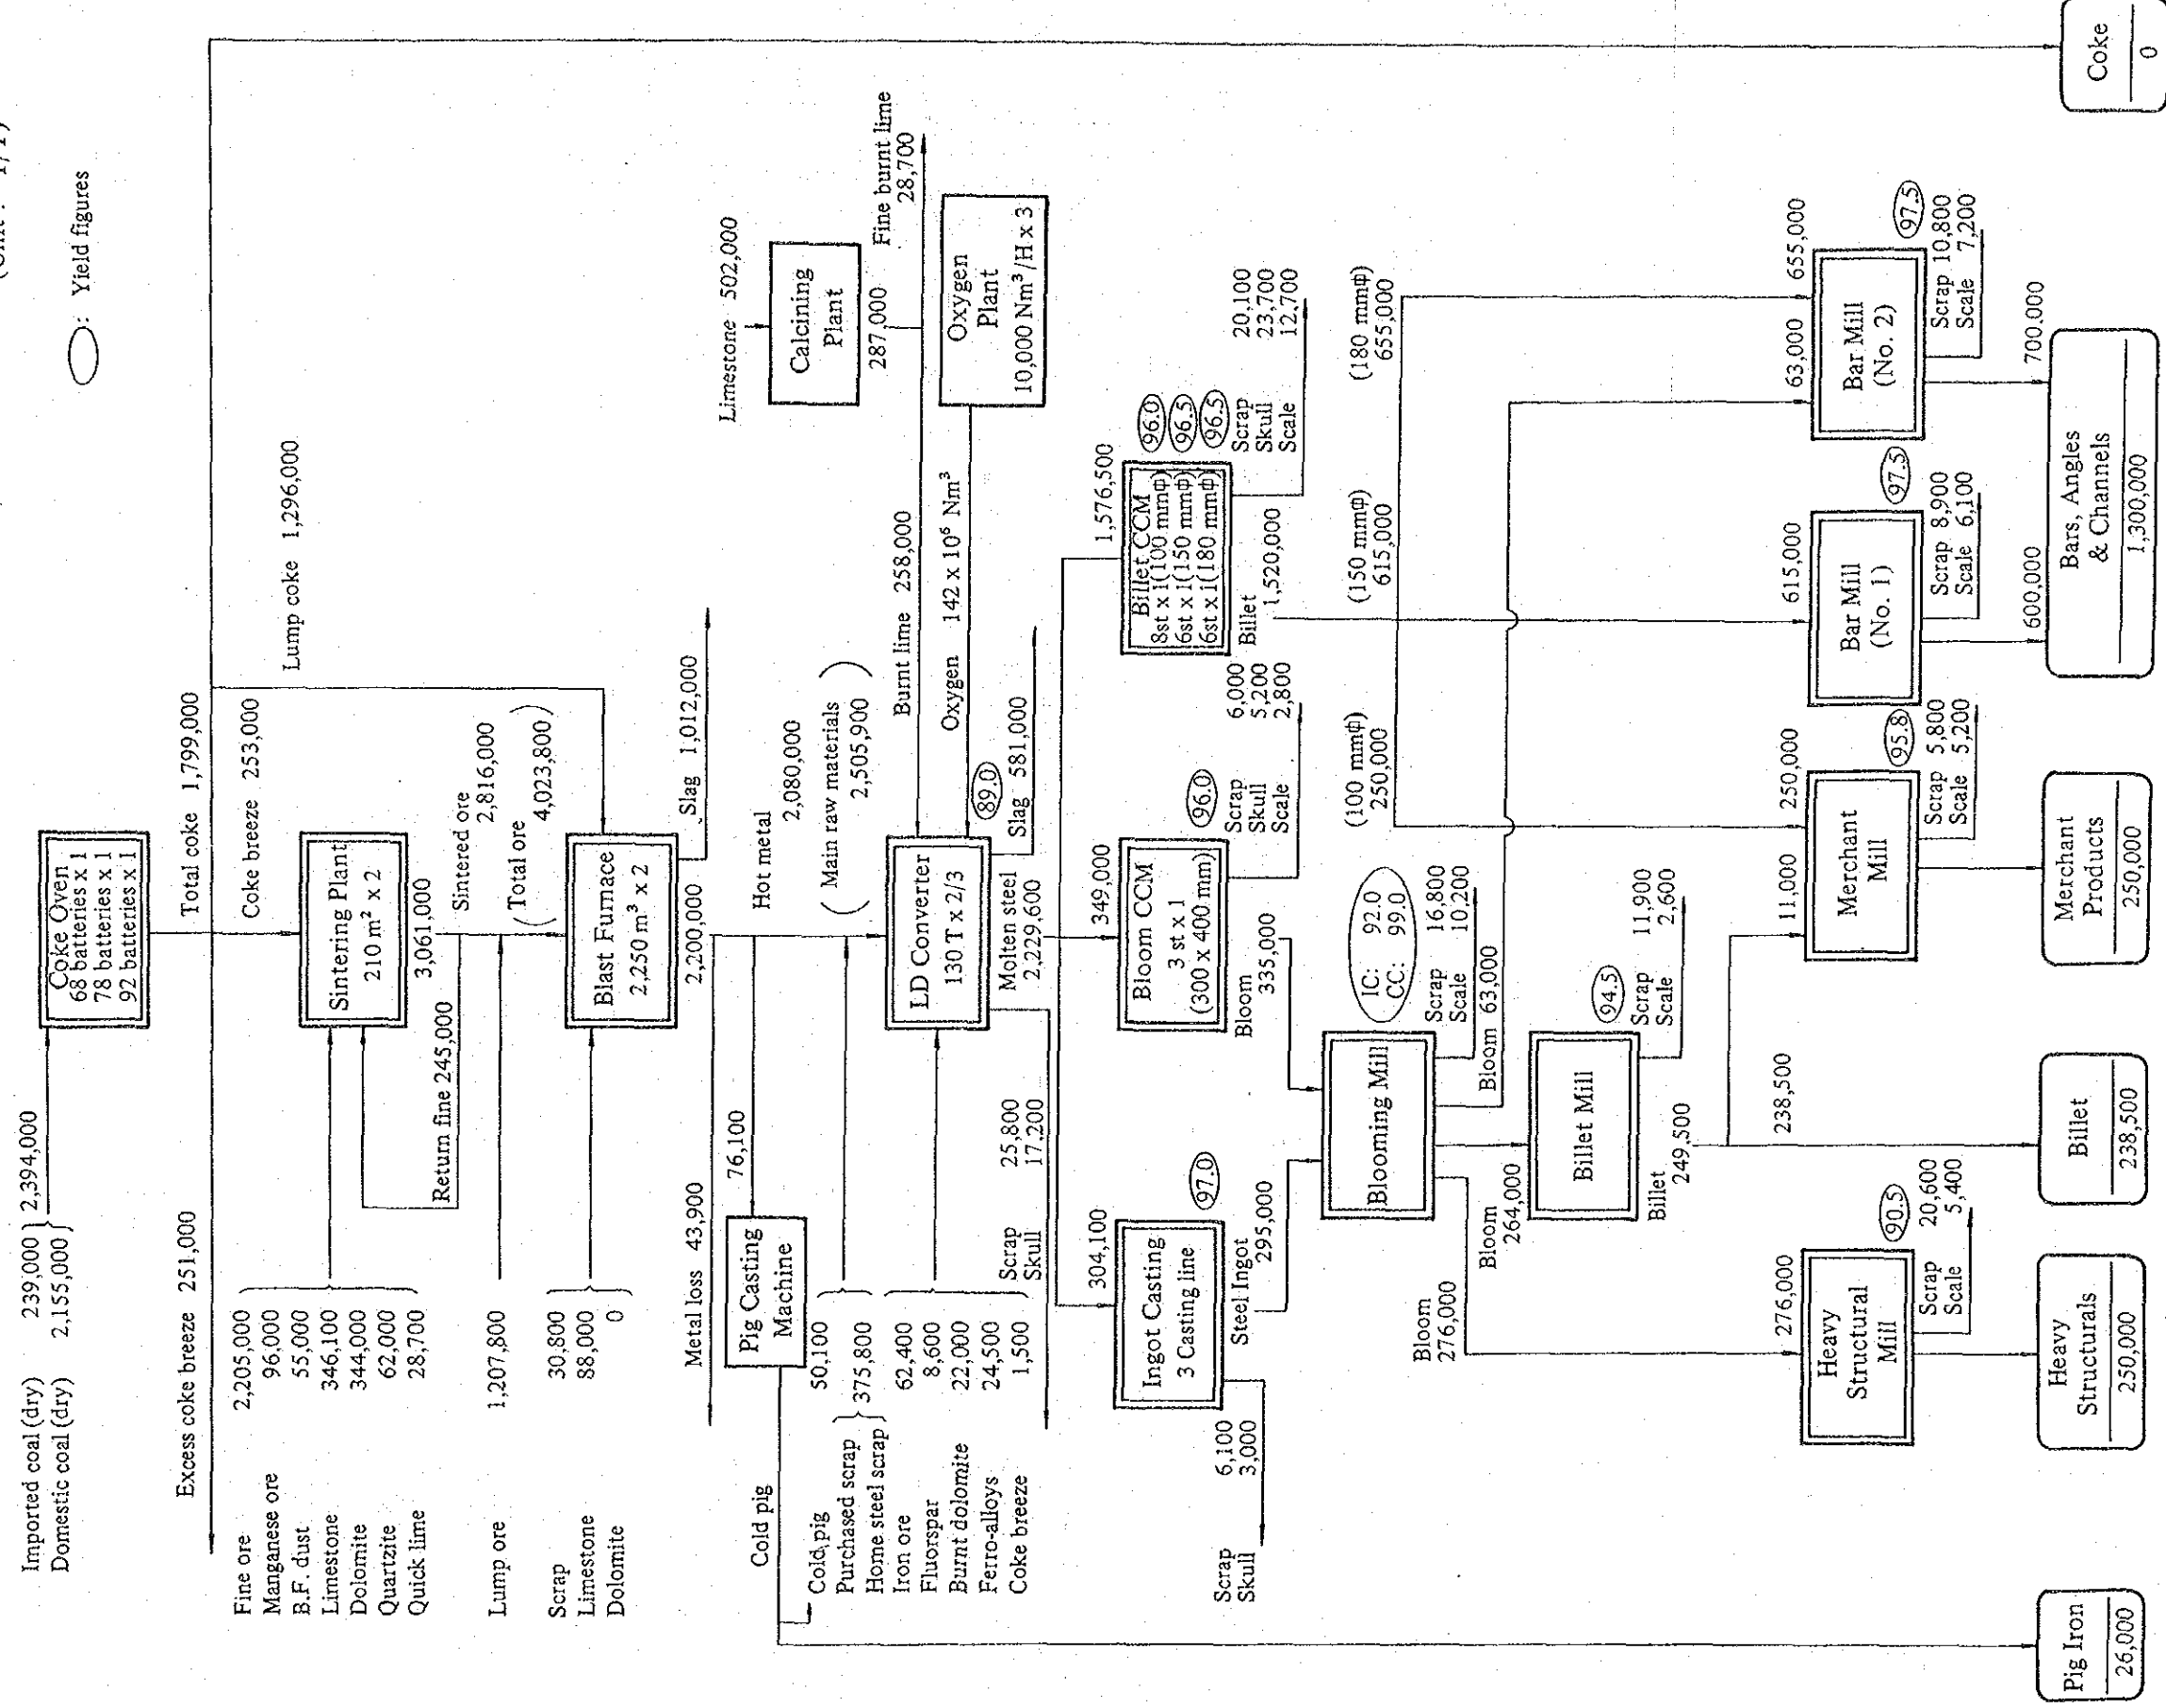 (Unit : T/Y)
: Yield figures
Imported coal (dry) 239,000
Domestic coal (dry) 2,155,000
2,394,000
Coke Oven
68 batteries x 1
78 batteries x 1
92 batteries x 1
Excess coke breeze 251,000
Total coke 1,799,000
Coke breeze 253,000
Lump coke 1,296,000
Fine ore 2,205,000
Manganese ore 96,000
B.F. dust 55,000
Limestone 346,100
Dolomite 344,000
Quartzite 62,000
Quick lime 28,700
Sintering Plant
210 m² x 2
3,061,000
Return fine 245,000
Sintered ore
2,816,000
(Total ore
4,023,800)
Lump ore 1,207,800
Scrap 30,800
Limestone 88,000
Dolomite 0
Blast Furnace
2,250 m³ x 2
2,200,000
Slag 1,012,000
Metal loss 43,900
76,100
Hot metal
2,080,000
(Main raw materials
2,505,900)
Limestone 502,000
Calcining
Plant
287,000
Fine burnt lime
28,700
Cold pig
Pig Casting
Machine
Cold pig 50,100
Purchased scrap
Home steel scrap
375,800
Iron ore 62,400
Fluorspar 8,600
Burnt dolomite 22,000
Ferro-alloys 24,500
Coke breeze 1,500
LD Converter
130 T x 2/3
89.0
Burnt lime 258,000
Oxygen 142 x 10⁶ Nm³
Oxygen
Plant
10,000 Nm³/H x 3
Slag 581,000
Molten steel
2,229,600
Scrap 25,800
Skull 17,200
304,100
349,000
1,576,500
Ingot Casting
3 Casting line
97.0
Scrap 6,100
Skull 3,000
Steel Ingot
295,000
Bloom CCM
3 st x 1
(300 x 400 mm)
96.0
Scrap 6,000
Skull 5,200
Scale 2,800
Bloom
335,000
Billet CCM
8st x 1(100 mmφ)
6st x 1(150 mmφ)
6st x 1(180 mmφ)
96.0
96.5
96.5
Scrap 20,100
Skull 23,700
Scale 12,700
Billet
1,520,000
Blooming Mill
IC: 92.0
CC: 99.0
Scrap 16,800
Scale 10,200
Bloom 63,000
(100 mmφ)
250,000
(150 mmφ)
615,000
(180 mmφ)
655,000
Bloom
276,000
Bloom
264,000
Billet Mill
94.5
Scrap 11,900
Scale 2,600
Billet
249,500
238,500
276,000
11,000
250,000
615,000
63,000
655,000
Heavy
Structural
Mill
90.5
Scrap 20,600
Scale 5,400
Merchant
Mill
95.8
Scrap 5,800
Scale 5,200
Bar Mill
(No. 1)
97.5
Scrap 8,900
Scale 6,100
Bar Mill
(No. 2)
97.5
Scrap 10,800
Scale 7,200
600,000
700,000
Pig Iron
26,000
Heavy
Structurals
250,000
Billet
238,500
Merchant
Products
250,000
Bars, Angles
& Channels
1,300,000
Coke
0